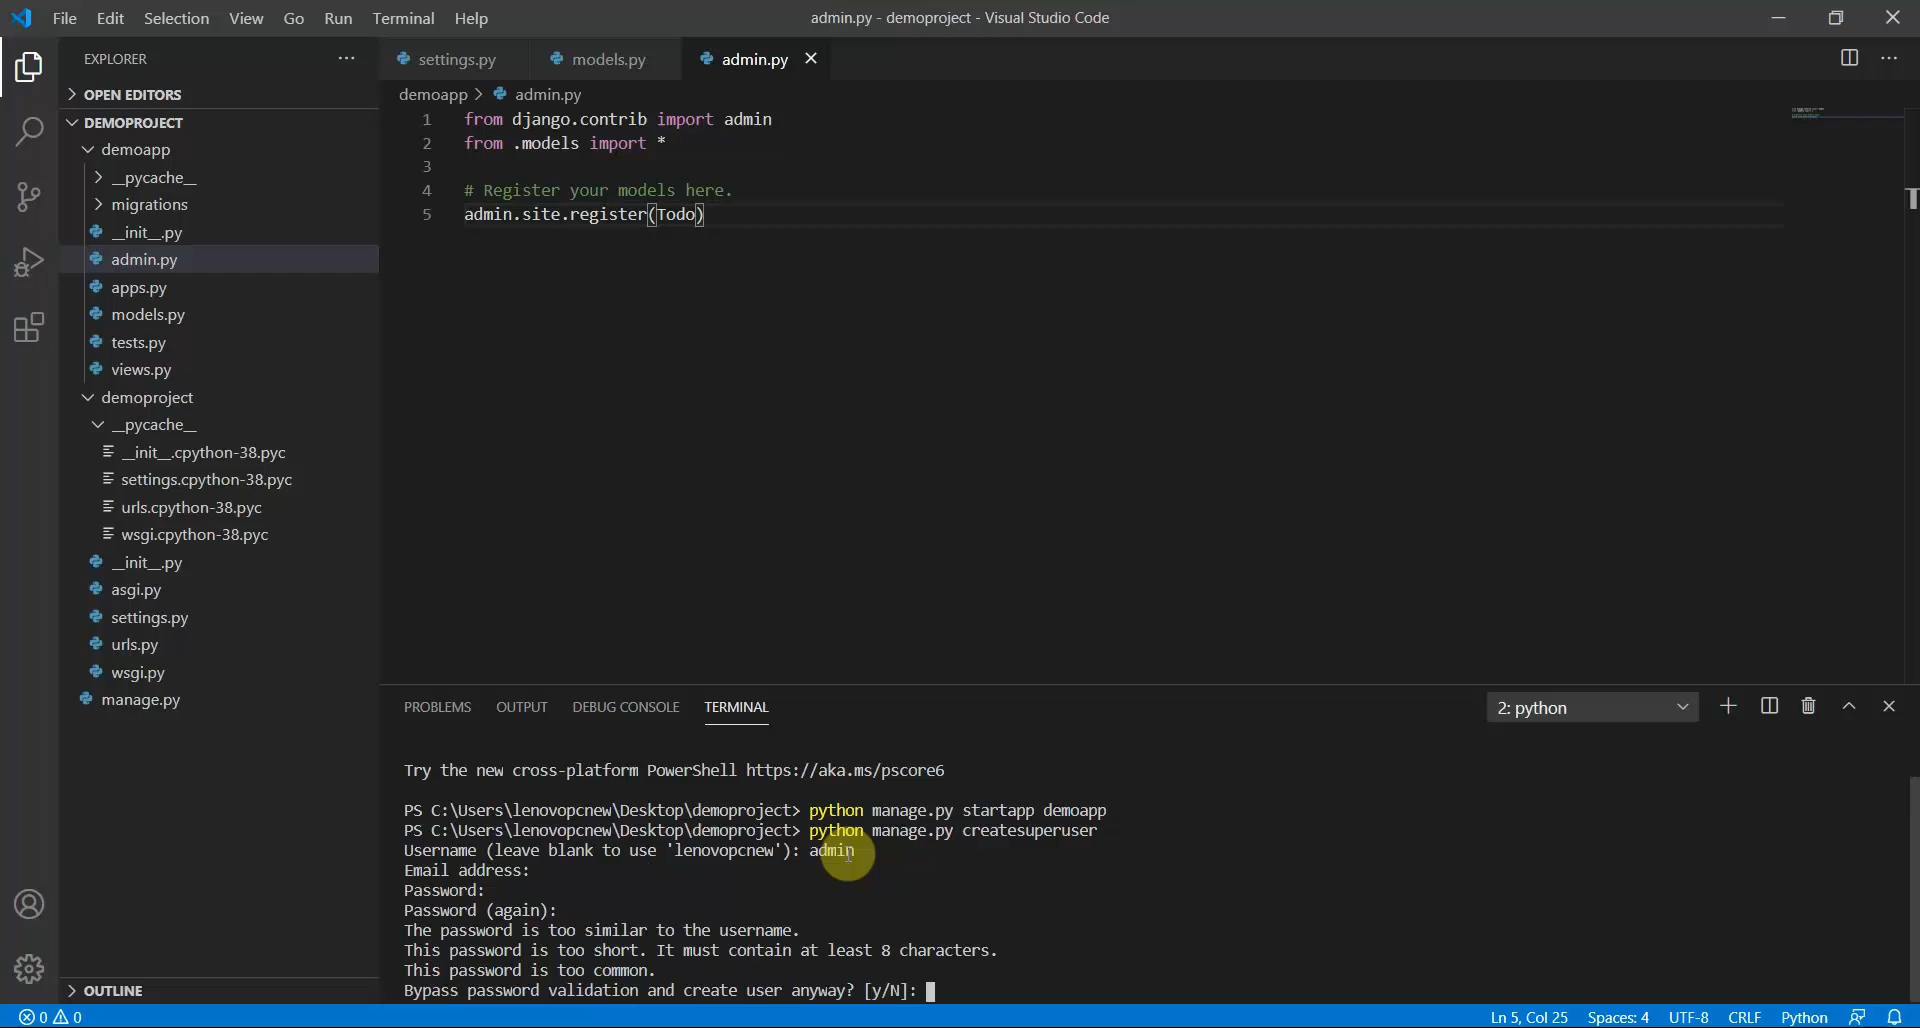 File Edit Selection View Go Run Terminal Help
admin.py - demoproject - Visual Studio Code
EXPLORER
OPEN EDITORS
DEMOPROJECT
demoapp
__pycache__
migrations
__init__.py
admin.py
apps.py
models.py
tests.py
views.py
demoproject
__pycache__
__init__.cpython-38.pyc
settings.cpython-38.pyc
urls.cpython-38.pyc
wsgi.cpython-38.pyc
__init__.py
asgi.py
settings.py
urls.py
wsgi.py
manage.py
OUTLINE
settings.py models.py admin.py
demoapp > admin.py
1 from django.contrib import admin
2 from .models import *
3
4 # Register your models here.
5 admin.site.register(Todo)
PROBLEMS OUTPUT DEBUG CONSOLE TERMINAL
2: python
Try the new cross-platform PowerShell https://aka.ms/pscore6
PS C:\Users\lenovopcnew\Desktop\demoproject> python manage.py startapp demoapp
PS C:\Users\lenovopcnew\Desktop\demoproject> python manage.py createsuperuser
Username (leave blank to use 'lenovopcnew'): admin
Email address:
Password:
Password (again):
The password is too similar to the username.
This password is too short. It must contain at least 8 characters.
This password is too common.
Bypass password validation and create user anyway? [y/N]:
0 0
Ln 5, Col 25 Spaces: 4 UTF-8 CRLF Python